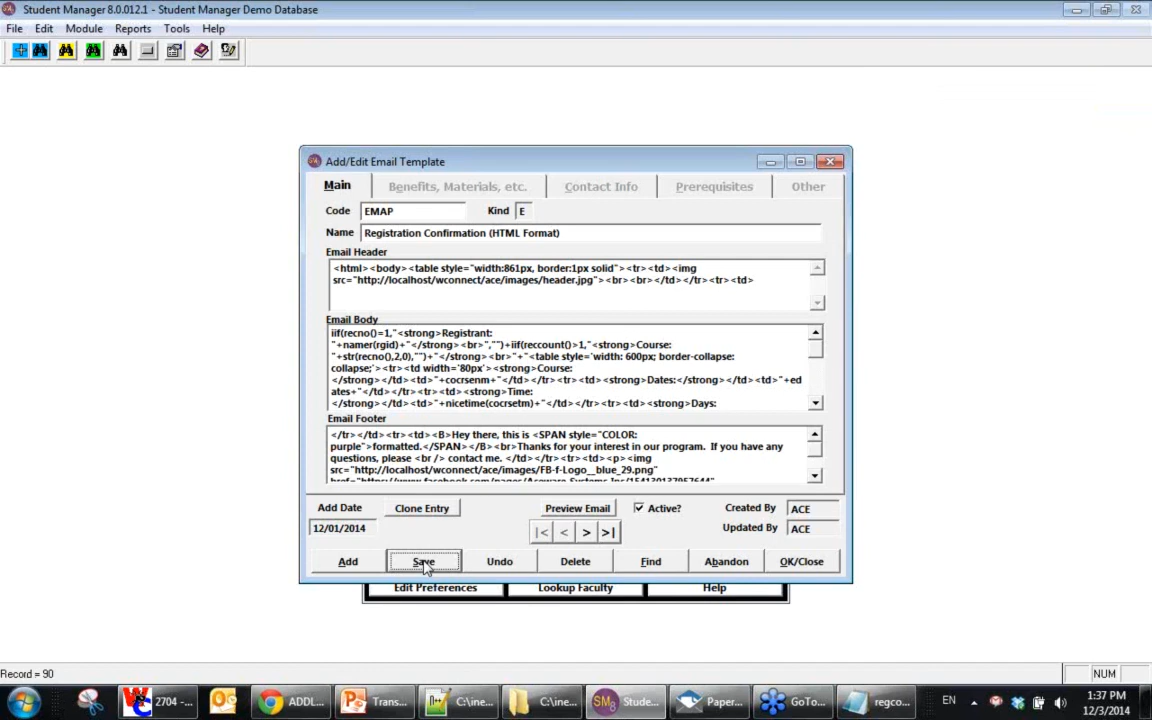 Student Manager 8.0.012.1 - Student Manager Demo Database
File Edit Module Reports Tools Help
Add/Edit Email Template
Main Benefits, Materials, etc. Contact Info Prerequisites Other
Code EMAP Kind E
Name Registration Confirmation (HTML Format)
Email Header
<html><body><table style="width:861px, border:1px solid"><tr><td><img
src="http://localhost/wconnect/ace/images/header.jpg"><br><br></td></tr><tr><td>
Email Body
iif(recno()=1,"<strong>Registrant:
"+namer(rgid)+"</strong><br>","")+iif(reccount()>1,"<strong>Course:
"+str(recno(),2,0),"")+"</strong><br>"+"<table style='width: 600px; border-collapse:
collapse;'><tr><td width='80px'><strong>Course:
</strong></td><td>"+cocrsenm+"</td></tr><tr><td><strong>Dates:</strong></td><td>"+ed
ates+"</td></tr><tr><td><strong>Time:
</strong></td><td>"+nicetime(cocrsetm)+"</td></tr><tr><td><strong>Days:
Email Footer
</tr></td><tr><td><B>Hey there, this is <SPAN style="COLOR:
purple">formatted.</SPAN></B><br>Thanks for your interest in our program. If you have any
questions, please <br /> contact me. </td></tr><tr><td><p><img
src="http://localhost/wconnect/ace/images/FB-f-Logo__blue_29.png"
Add Date Clone Entry Preview Email Active? Created By ACE
12/01/2014 |< < > >| Updated By ACE
Add Save Undo Delete Find Abandon OK/Close
Edit Preferences Lookup Faculty Help
Record = 90 NUM
2704 -... ADDL... Trans... C:\ine... C:\ine... Stude... Paper... GoTo... regco... EN 1:37 PM
12/3/2014